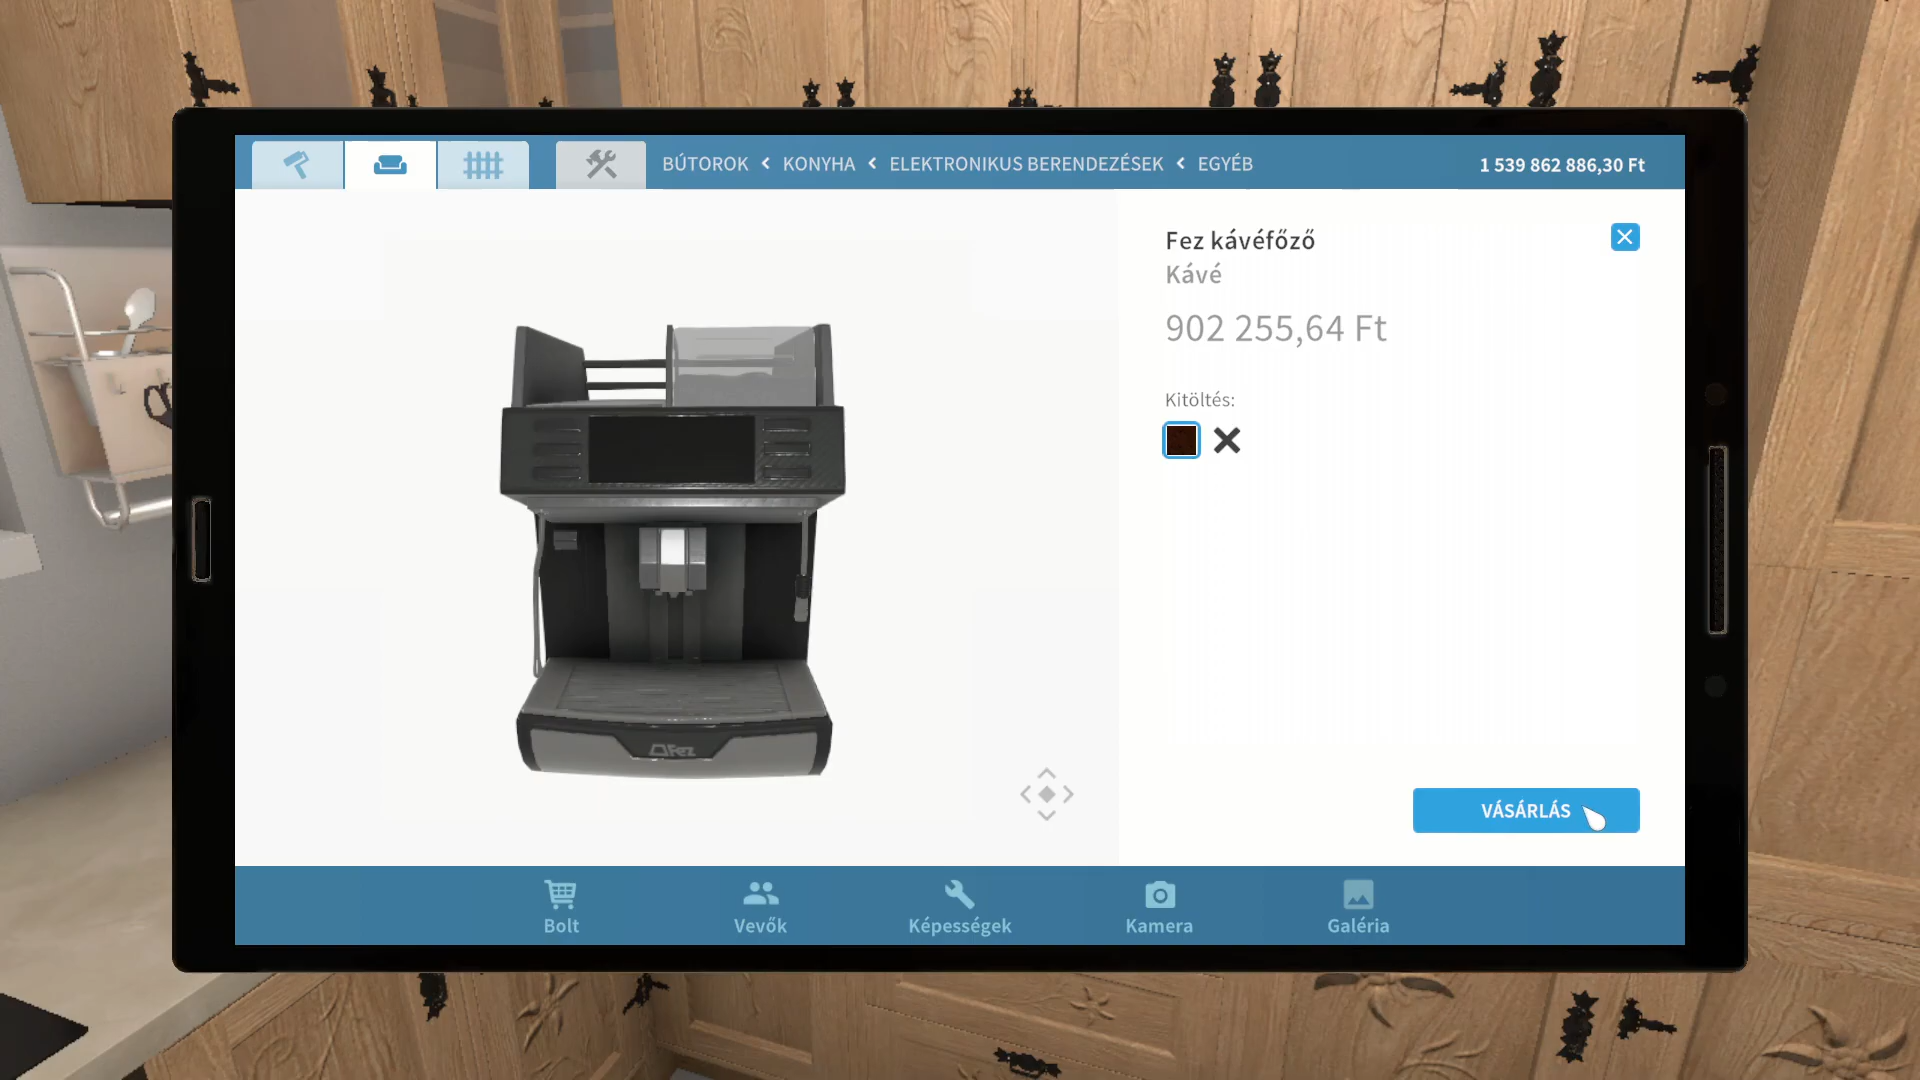 BÚTOROK < KONYHA < ELEKTRONIKUS BERENDEZÉSEK < EGYÉB
1 539 862 886,30 Ft
Fez kávéfőző
Kávé
902 255,64 Ft
Kitöltés:
Fez
VÁSÁRLÁS
Bolt
Vevők
Képességek
Kamera
Galéria